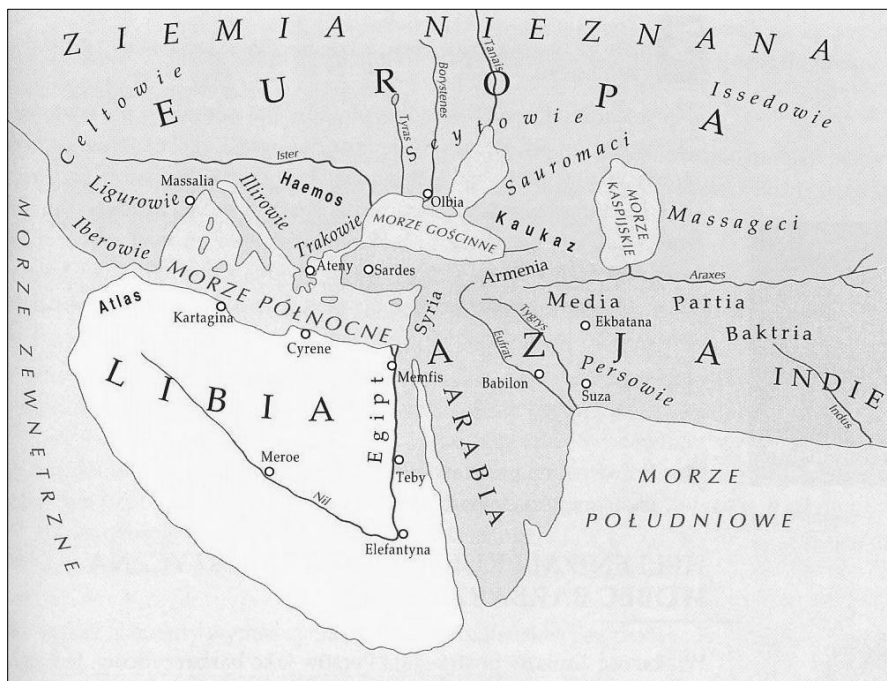 ZIEMIA NIEZNANA
EUROPA
Celtowie
Tyras
Borystenes
Tanais
Scytowie
Issedowie
Ister
Sauromaci
Massalia
Haemos
Olbia
Ligurowie
Illirowie
Trakowie
MORZE GOŚCINNE
Kaukaz
MORZE
KASPIJSKIE
Massageci
Iberowie
Ateny
Sardes
Armenia
Araxes
MORZE ZEWNĘTRZNE
Atlas
MORZE PÓŁNOCNE
Kartagina
Cyrene
Syria
Media
Partia
Tygrys
Eufrat
Ekbatana
Baktria
AZJA
LIBIA
Memfis
Babilon
Suza
Persowie
INDIE
Indus
Egipt
ARABIA
Meroe
Teby
Nil
Elefantyna
MORZE
POŁUDNIOWE